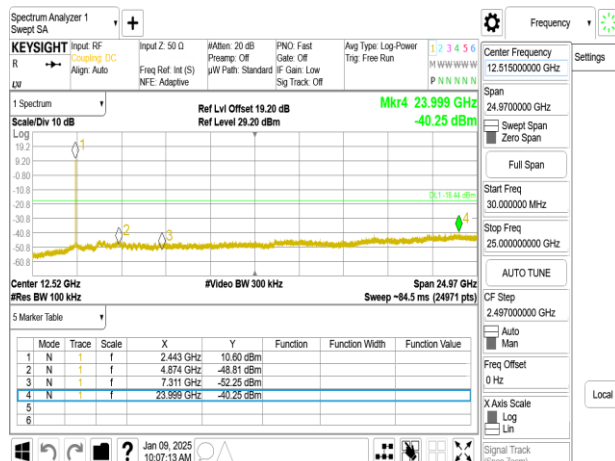 Spectrum Analyzer 1
Swept SA
Frequency
KEYSIGHT
R
LXI
Input: RF
Coupling: DC
Align: Auto
Input Z: 50 Ω
Freq Ref: Int (S)
NFE: Adaptive
#Atten: 20 dB
Preamp: Off
µW Path: Standard
PNO: Fast
Gate: Off
IF Gain: Low
Sig Track: Off
Avg Type: Log-Power
Trig: Free Run
1 2 3 4 5 6
M W W W W W
P N N N N N
1 Spectrum
Scale/Div 10 dB
Ref Lvl Offset 19.20 dB
Ref Level 29.20 dBm
Mkr4 23.999 GHz
-40.25 dBm
Log
19.2
9.20
-0.80
-10.8
-20.8
-30.8
-40.8
-50.8
-60.8
1
2
3
4
Center 12.52 GHz
#Res BW 100 kHz
#Video BW 300 kHz
Span 24.97 GHz
Sweep ~84.5 ms (24971 pts)
5 Marker Table
Mode Trace Scale X Y Function Function Width Function Value
1 N 1 f 2.443 GHz 10.60 dBm
2 N 1 f 4.874 GHz -48.81 dBm
3 N 1 f 7.311 GHz -52.25 dBm
4 N 1 f 23.999 GHz -40.25 dBm
5
6
Jan 09, 2025
10:07:13 AM
Center Frequency
12.515000000 GHz
Span
24.9700000 GHz
Swept Span
Zero Span
Full Span
Start Freq
30.000000 MHz
Stop Freq
25.000000000 GHz
AUTO TUNE
CF Step
2.497000000 GHz
Auto
Man
Freq Offset
0 Hz
X Axis Scale
Log
Lin
Signal Track
Settings
Local